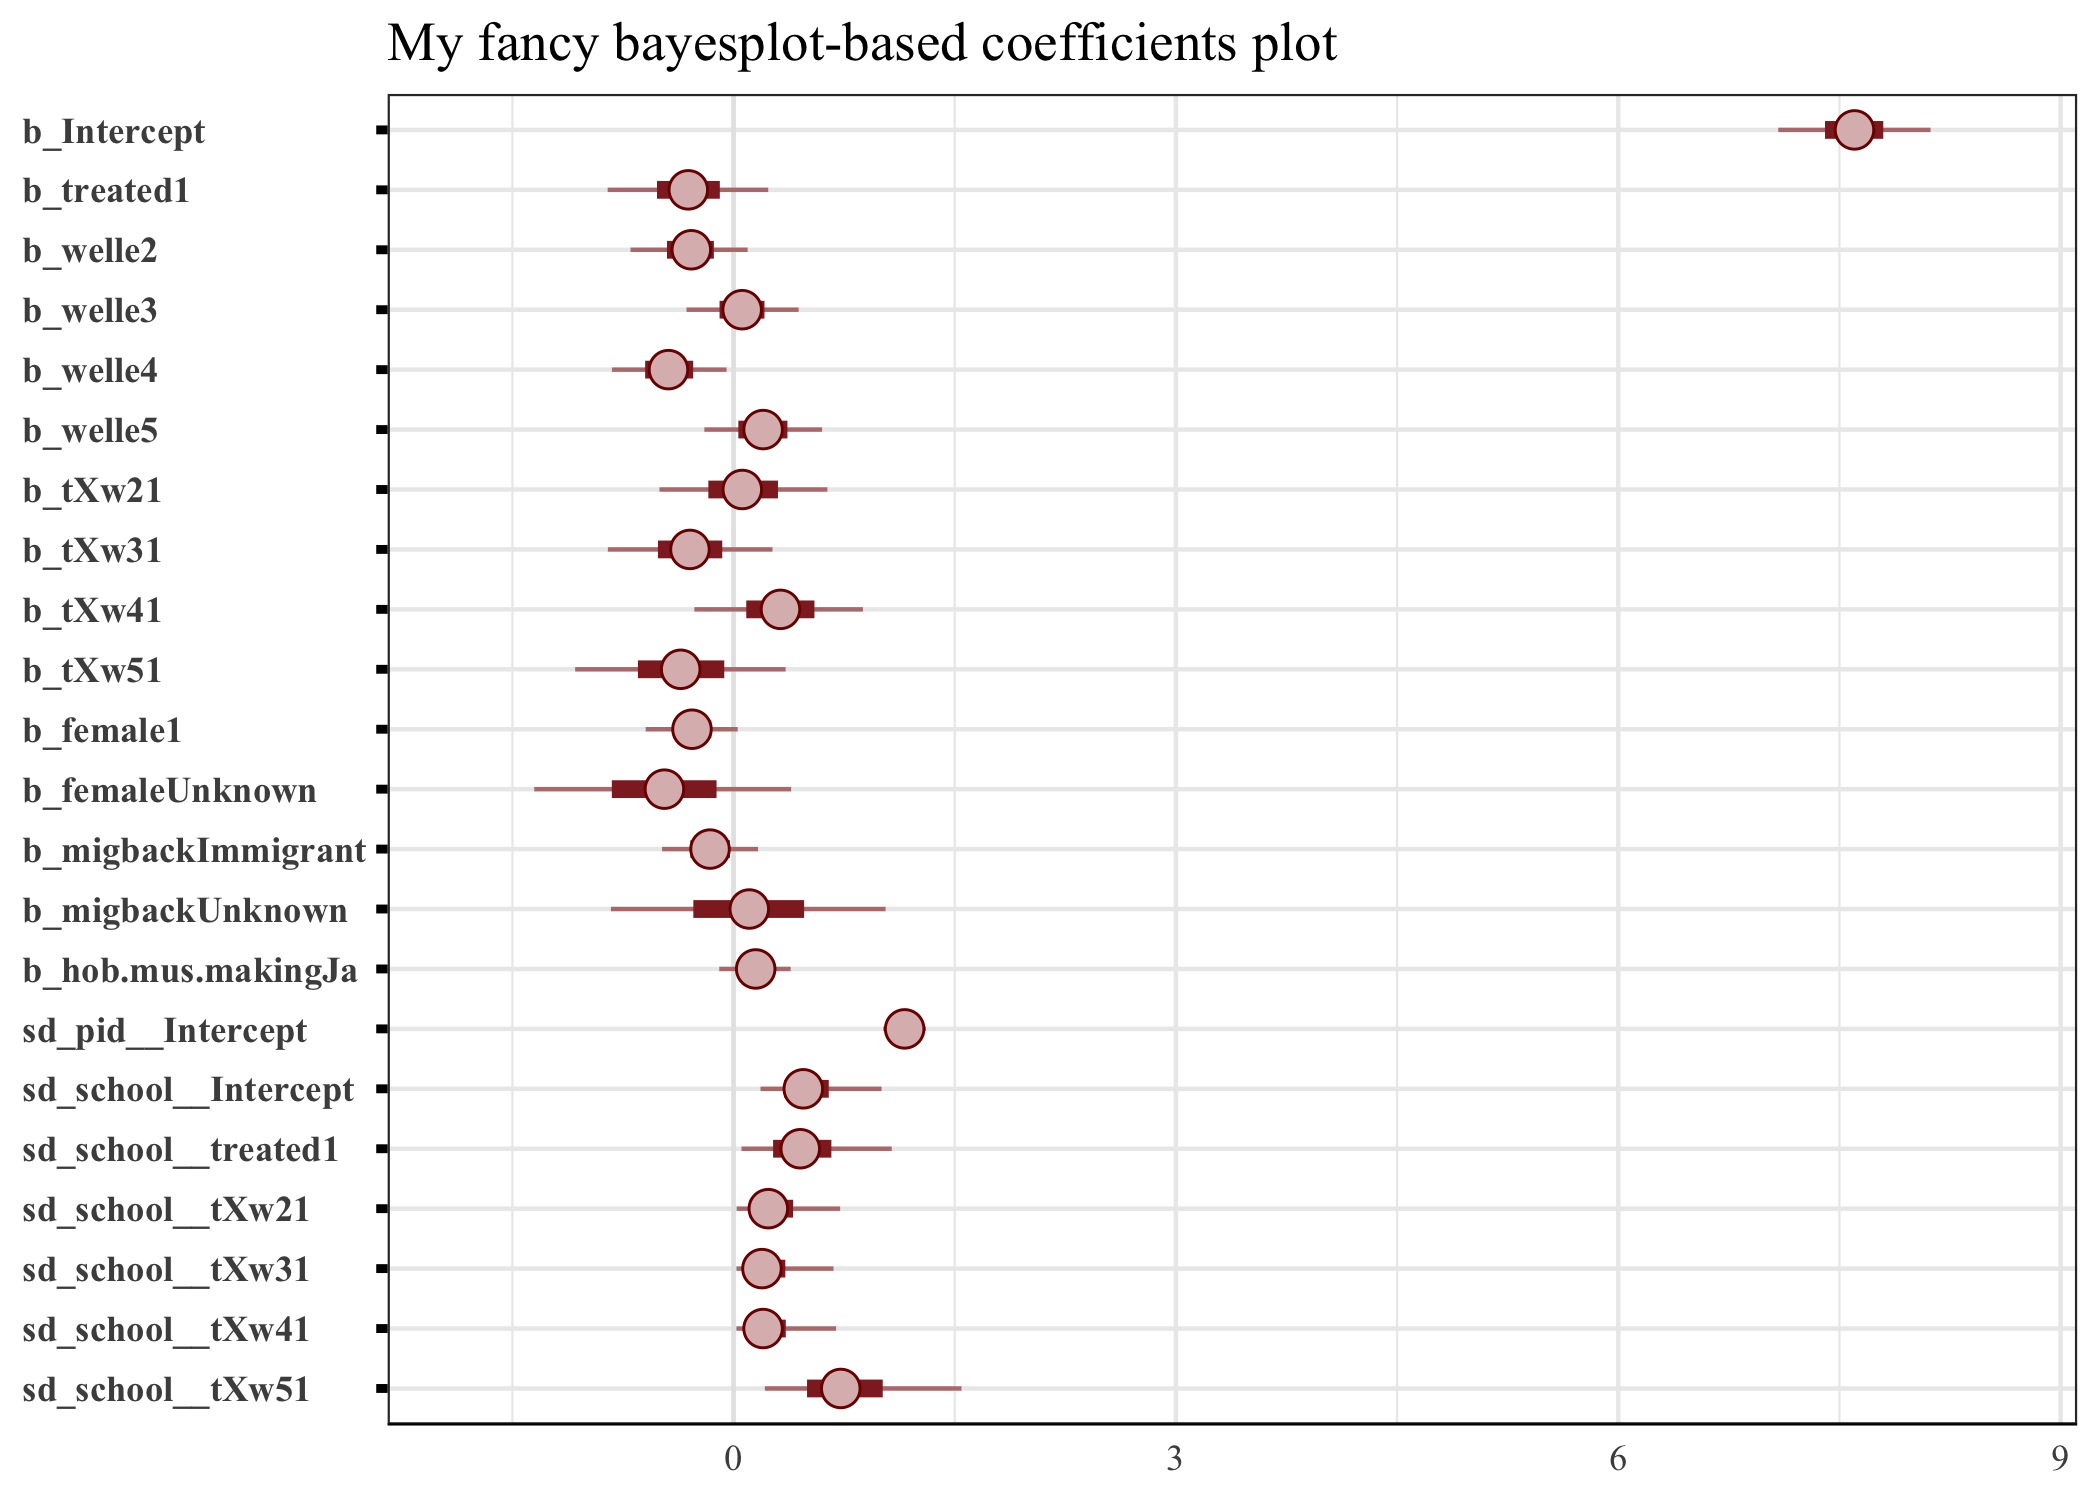 My fancy bayesplot-based coefficients plot
b_Intercept
b_treated1
b_welle2
b_welle3
b_welle4
b_welle5
b_tXw21
b_tXw31
b_tXw41
b_tXw51
b_female1
b_femaleUnknown
b_migbackImmigrant
b_migbackUnknown
b_hob.mus.makingJa
sd_pid__Intercept
sd_school__Intercept
sd_school__treated1
sd_school__tXw21
sd_school__tXw31
sd_school__tXw41
sd_school__tXw51
0 3 6 9